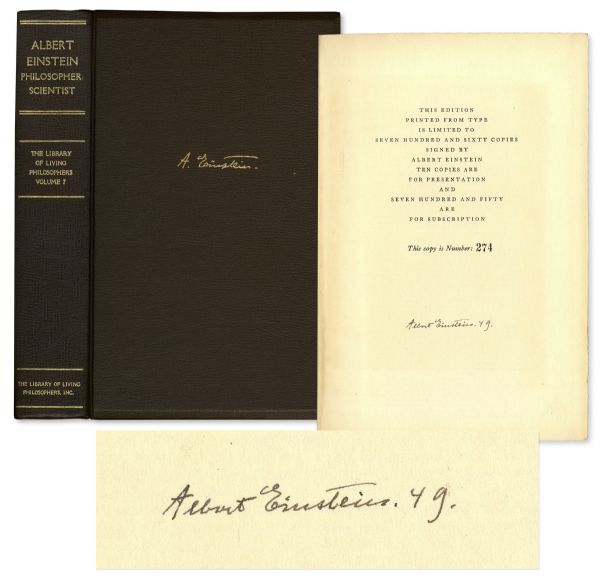 ALBERT
EINSTEIN
PHILOSOPHER-
SCIENTIST
THE LIBRARY
OF LIVING
PHILOSOPHERS
VOLUME 7
THE LIBRARY OF LIVING
PHILOSOPHERS, INC.
A. Einstein.
THIS EDITION
PRINTED FROM TYPE
IS LIMITED TO
SEVEN HUNDRED AND SIXTY COPIES
SIGNED BY
ALBERT EINSTEIN
TEN COPIES ARE
FOR PRESENTATION
AND
SEVEN HUNDRED AND FIFTY
ARE
FOR SUBSCRIPTION
This copy is Number: 274
Albert Einstein. 49.
Albert Einstein. 49.